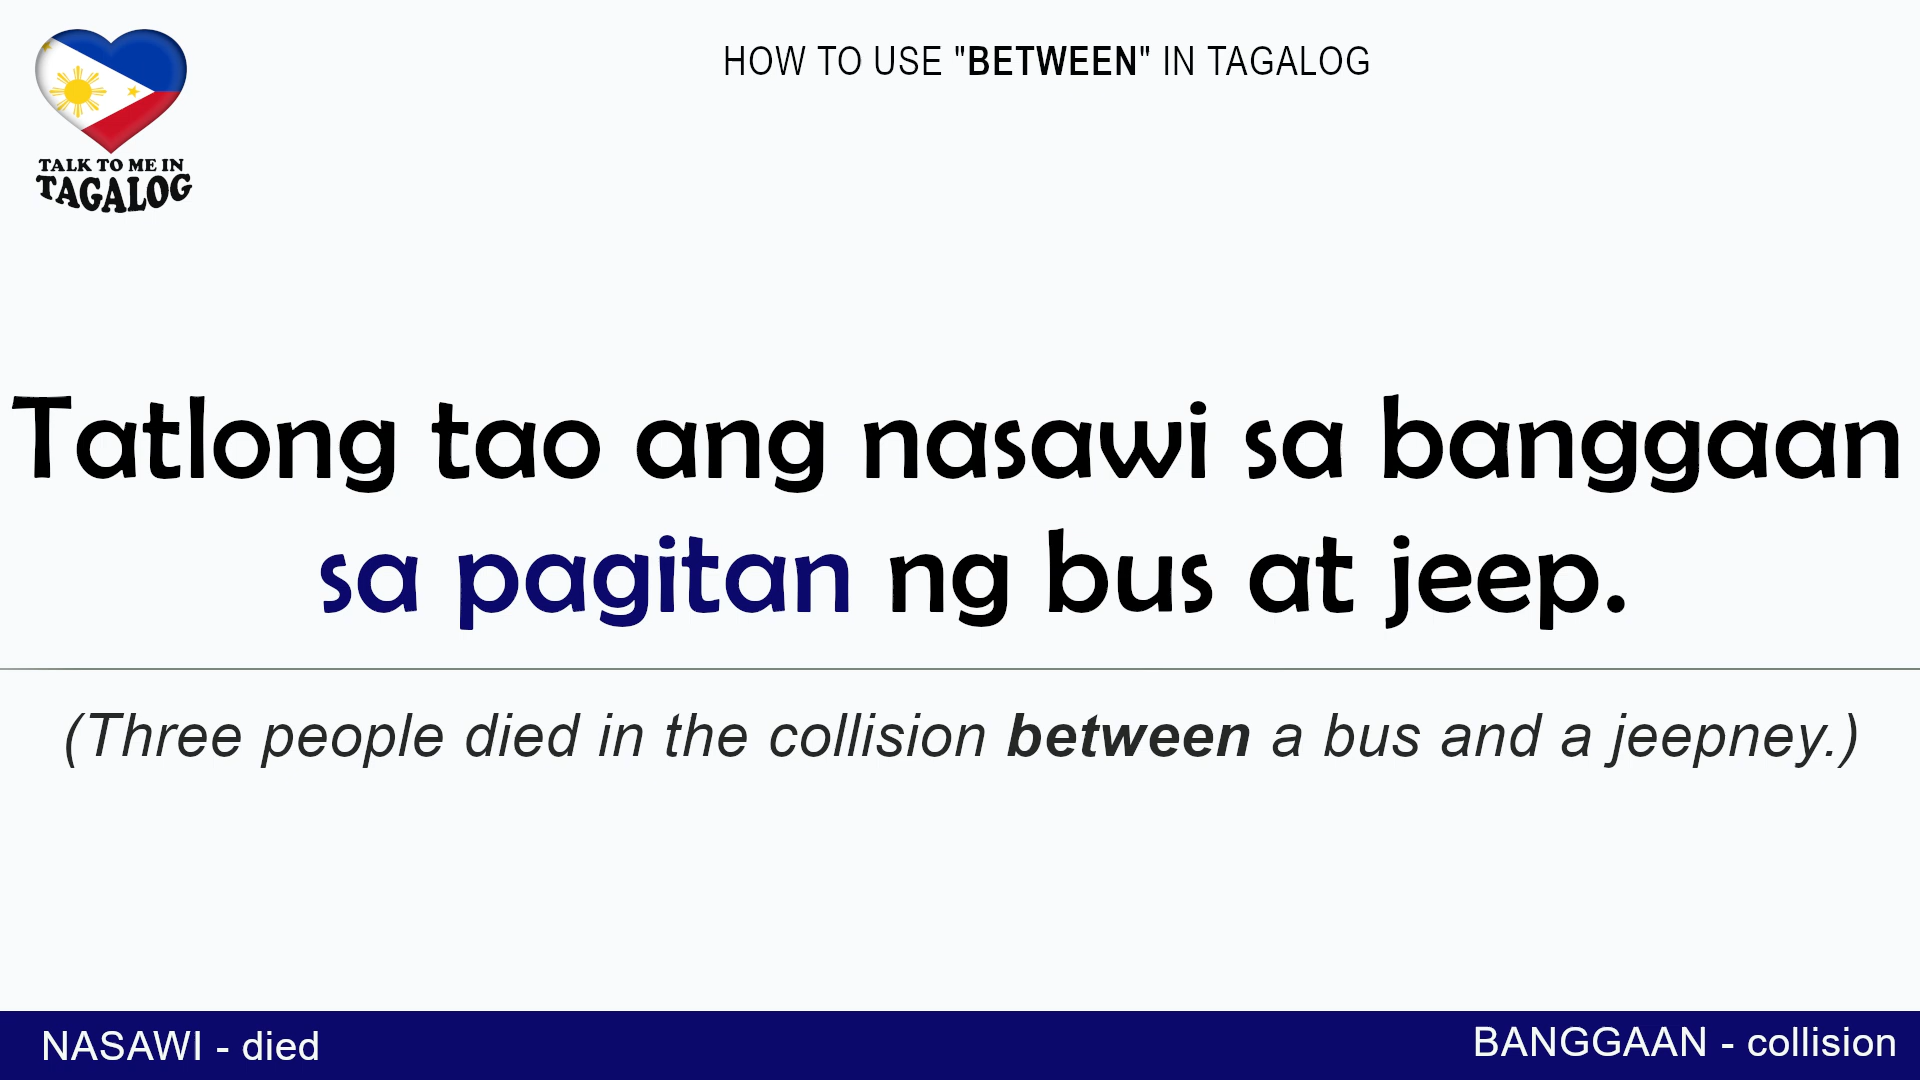 HOW TO USE "BETWEEN" IN TAGALOG
TALK TO ME IN
TAGALOG
Tatlong tao ang nasawi sa banggaan
sa pagitan ng bus at jeep.
(Three people died in the collision between a bus and a jeepney.)
NASAWI - died
BANGGAAN - collision